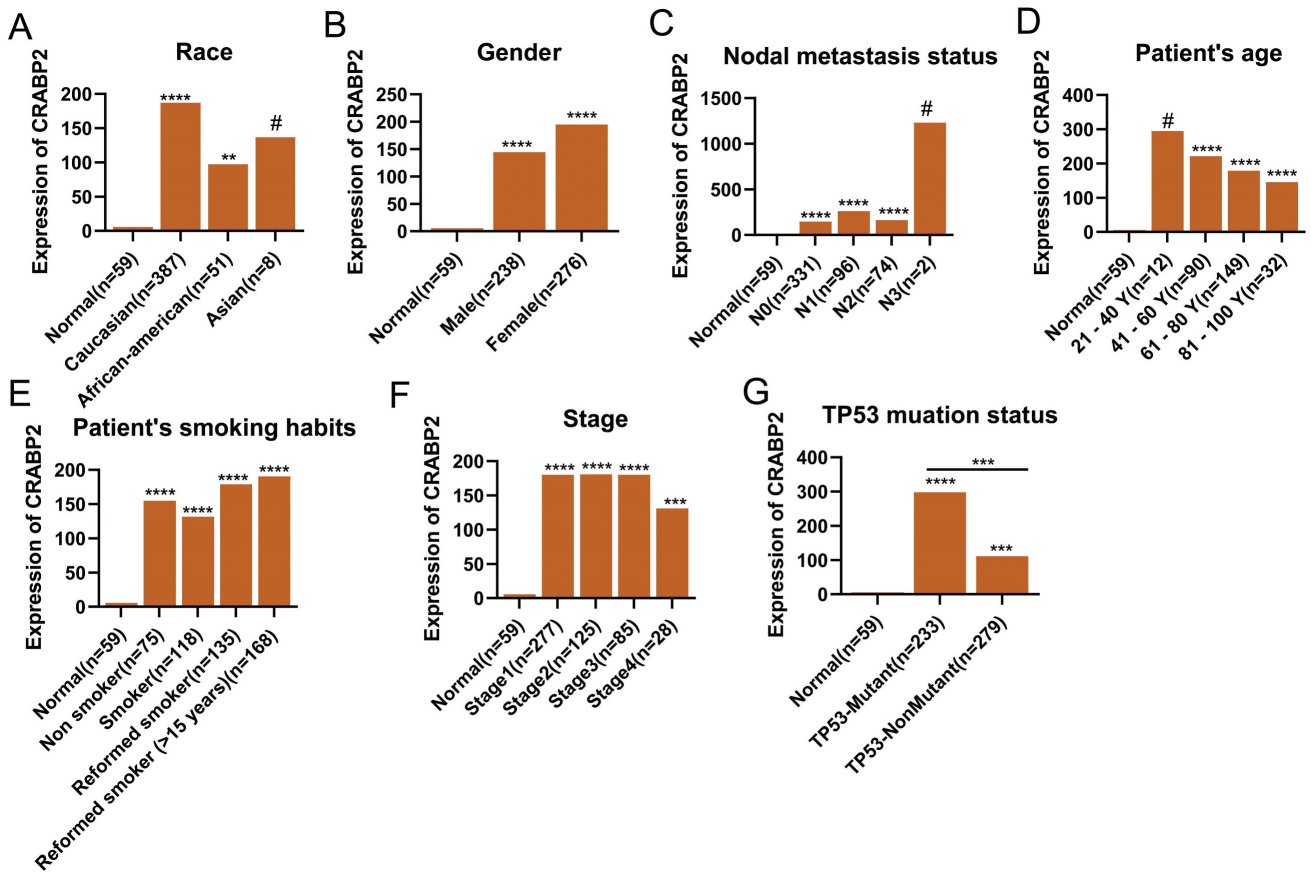 A
Race
Expression of CRABP2
200
150
100
50
0
****
**
#
Normal(n=59)
Caucasian(n=387)
African-american(n=51)
Asian(n=8)
B
Gender
Expression of CRABP2
250
200
150
100
50
0
****
****
Normal(n=59)
Male(n=238)
Female(n=276)
C
Nodal metastasis status
Expression of CRABP2
1500
1000
500
0
****
****
****
#
Normal(n=59)
N0(n=331)
N1(n=96)
N2(n=74)
N3(n=2)
D
Patient's age
Expression of CRABP2
400
300
200
100
0
#
****
****
****
Normal(n=59)
21 - 40 Y(n=12)
41 - 60 Y(n=90)
61 - 80 Y(n=149)
81 - 100 Y(n=32)
E
Patient's smoking habits
Expression of CRABP2
200
150
100
50
0
****
****
****
****
Normal(n=59)
Non smoker(n=75)
Smoker(n=118)
Reformed smoker(n=135)
Reformed smoker (>15 years)(n=168)
F
Stage
Expression of CRABP2
200
150
100
50
0
****
****
****
***
Normal(n=59)
Stage1(n=277)
Stage2(n=125)
Stage3(n=85)
Stage4(n=28)
G
TP53 muation status
Expression of CRABP2
400
300
200
100
0
***
****
***
Normal(n=59)
TP53-Mutant(n=233)
TP53-NonMutant(n=279)